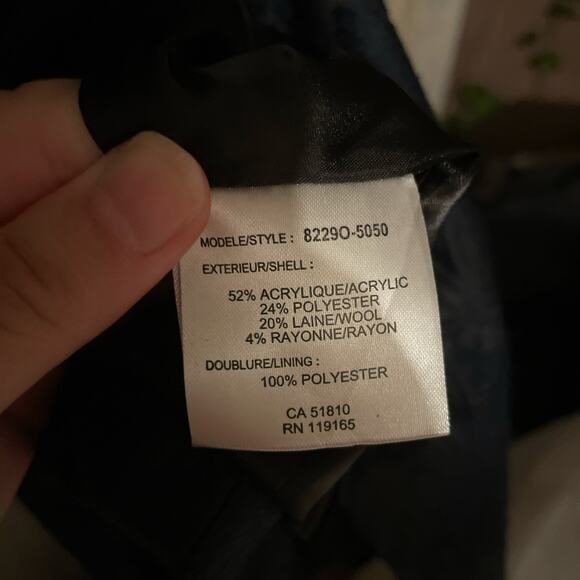 MODELE/STYLE : 8229O-5050
EXTERIEUR/SHELL :
52% ACRYLIQUE/ACRYLIC
24% POLYESTER
20% LAINE/WOOL
4% RAYONNE/RAYON
DOUBLURE/LINING :
100% POLYESTER
CA 51810
RN 119165